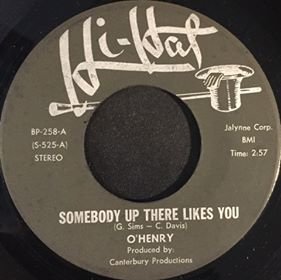 Hi-Hat
BP-258-A
(S-525-A)
STEREO
Jalynne Corp.
BMI
Time: 2:57
SOMEBODY UP THERE LIKES YOU
(G. Sims — C. Davis)
O'HENRY
Produced by:
Canterbury Productions